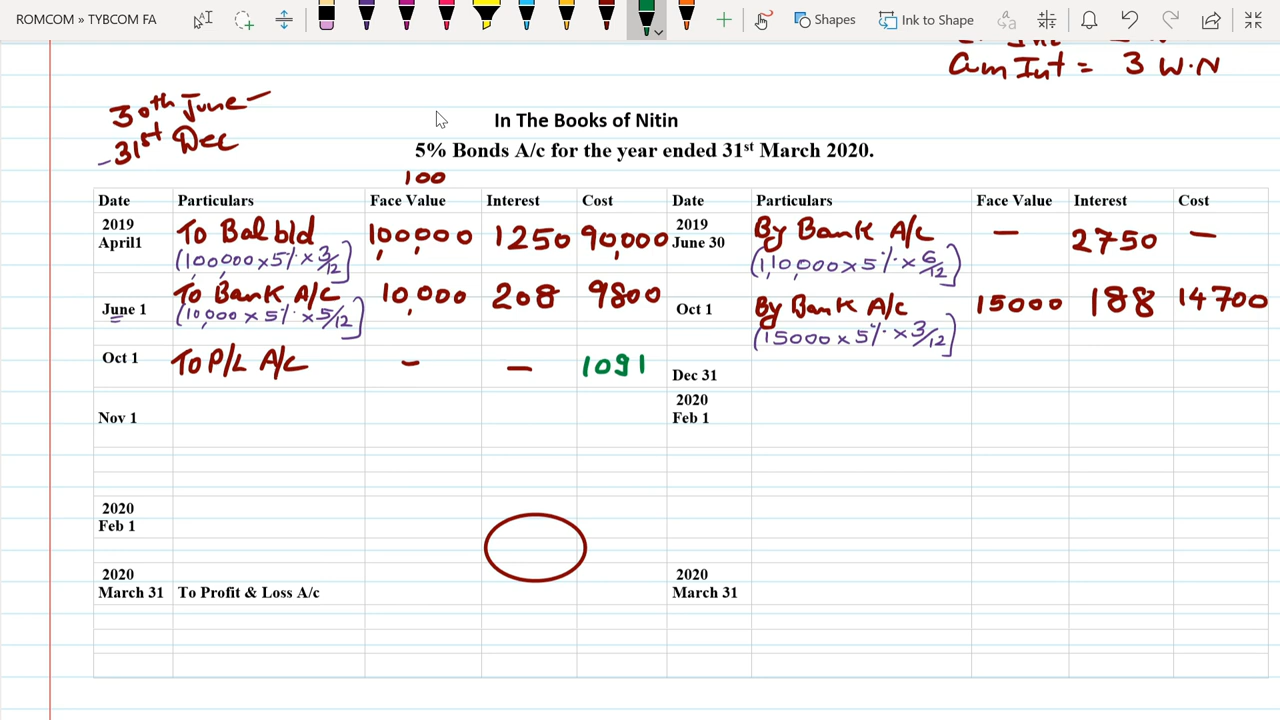 ROMCOM » TYBCOM FA
Shapes
Ink to Shape
Cum Int = 3 W.N
30th June –
- 31st Dec
In The Books of Nitin
5% Bonds A/c for the year ended 31st March 2020.
100
Date Particulars Face Value Interest Cost Date Particulars Face Value Interest Cost
2019 April1 To Bal b/d 100,000 1250 90,000 2019 June 30 By Bank A/c – 2750 –
(100000 x 5% x 3/12) (1,10,000 x 5% x 6/12)
June 1 To Bank A/C 10,000 208 9800 Oct 1 By Bank A/c 15000 188 14700
(10,000 x 5% x 5/12) (15000 x 5% x 3/12)
Oct 1 To P/L A/C – – 1091
Dec 31
Nov 1 2020 Feb 1
2020
Feb 1
2020 2020
March 31 To Profit & Loss A/c March 31